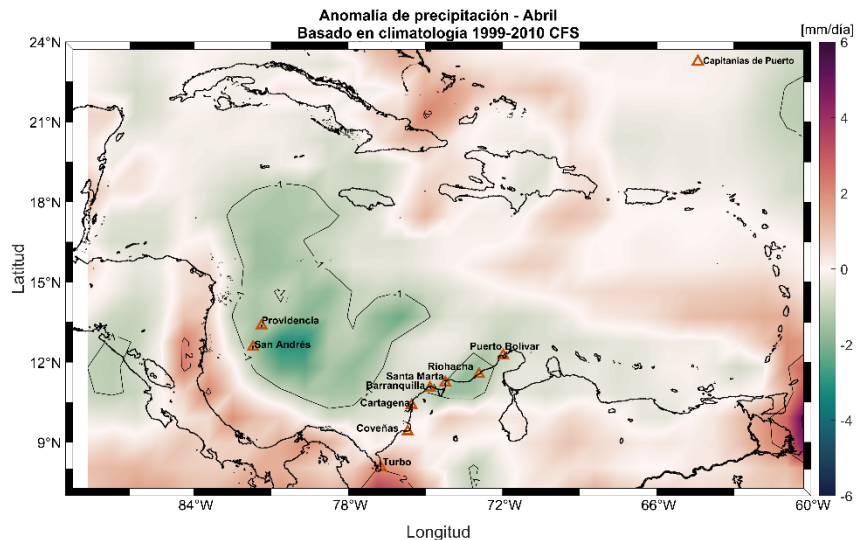 Anomalía de precipitación - Abril
Basado en climatología 1999-2010 CFS
[mm/día]
24°N
21°N
18°N
15°N
12°N
9°N
Latitud
Capitanías de Puerto
-1
-1
Providencia
San Andrés
Puerto Bolívar
Riohacha
Santa Marta
Barranquilla
Cartagena
Coveñas
Turbo
2
2
84°W
78°W
72°W
66°W
60°W
Longitud
6
4
2
0
-2
-4
-6